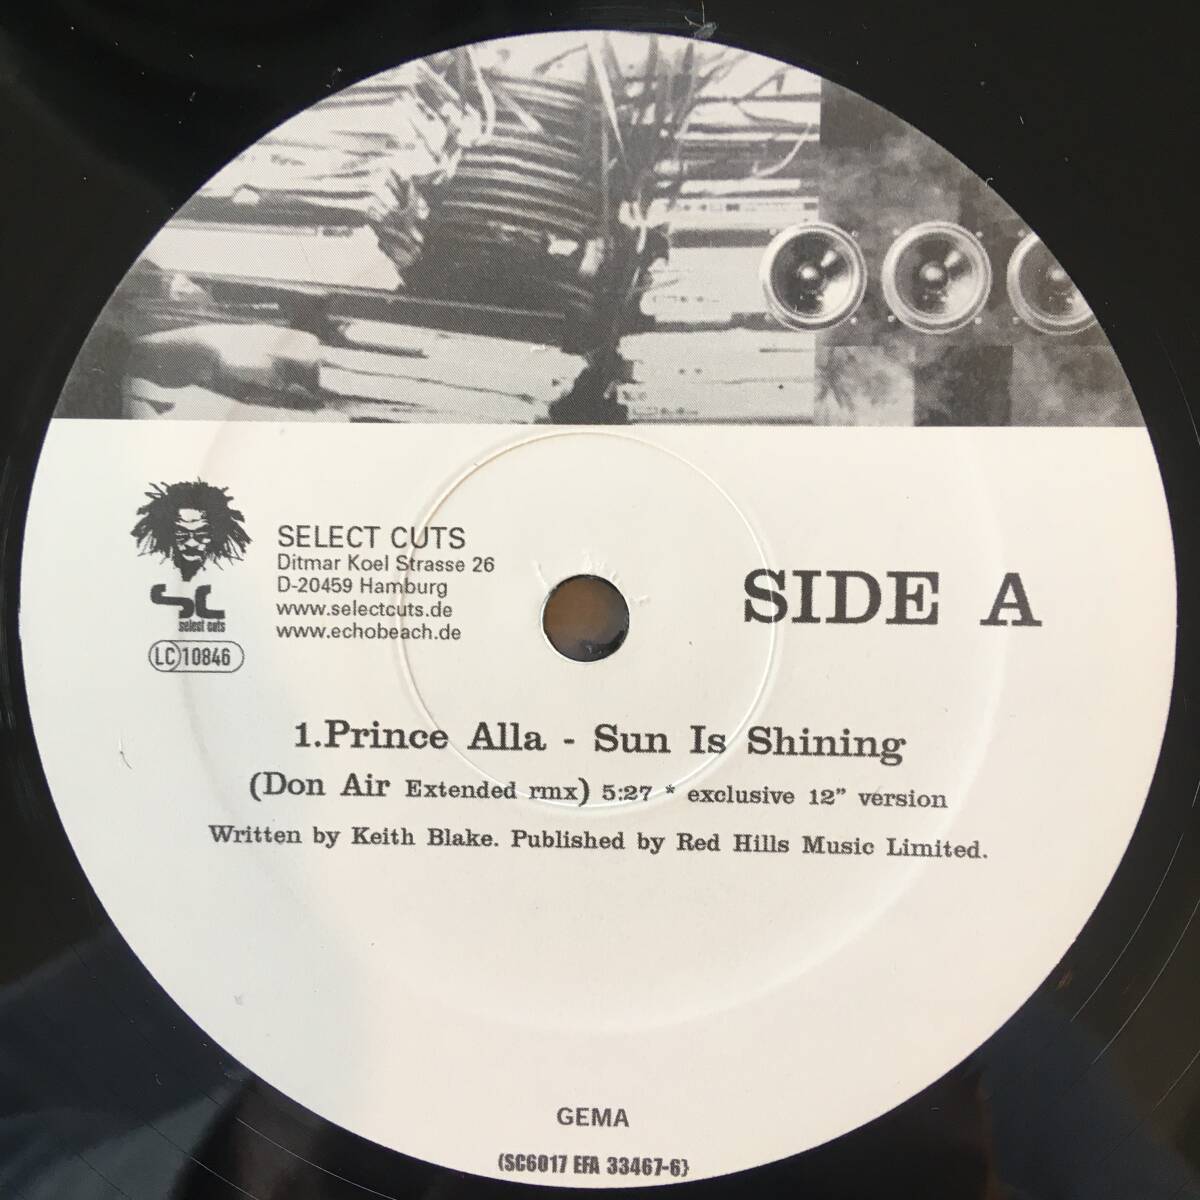 SELECT CUTS
Ditmar Koel Strasse 26
D-20459 Hamburg
www.selectcuts.de
www.echobeach.de
SC
select cuts
LC 10846
SIDE A
1.Prince Alla - Sun Is Shining
(Don Air Extended rmx) 5:27 * exclusive 12” version
Written by Keith Blake. Published by Red Hills Music Limited.
GEMA
(SC6017 EFA 33467-6)